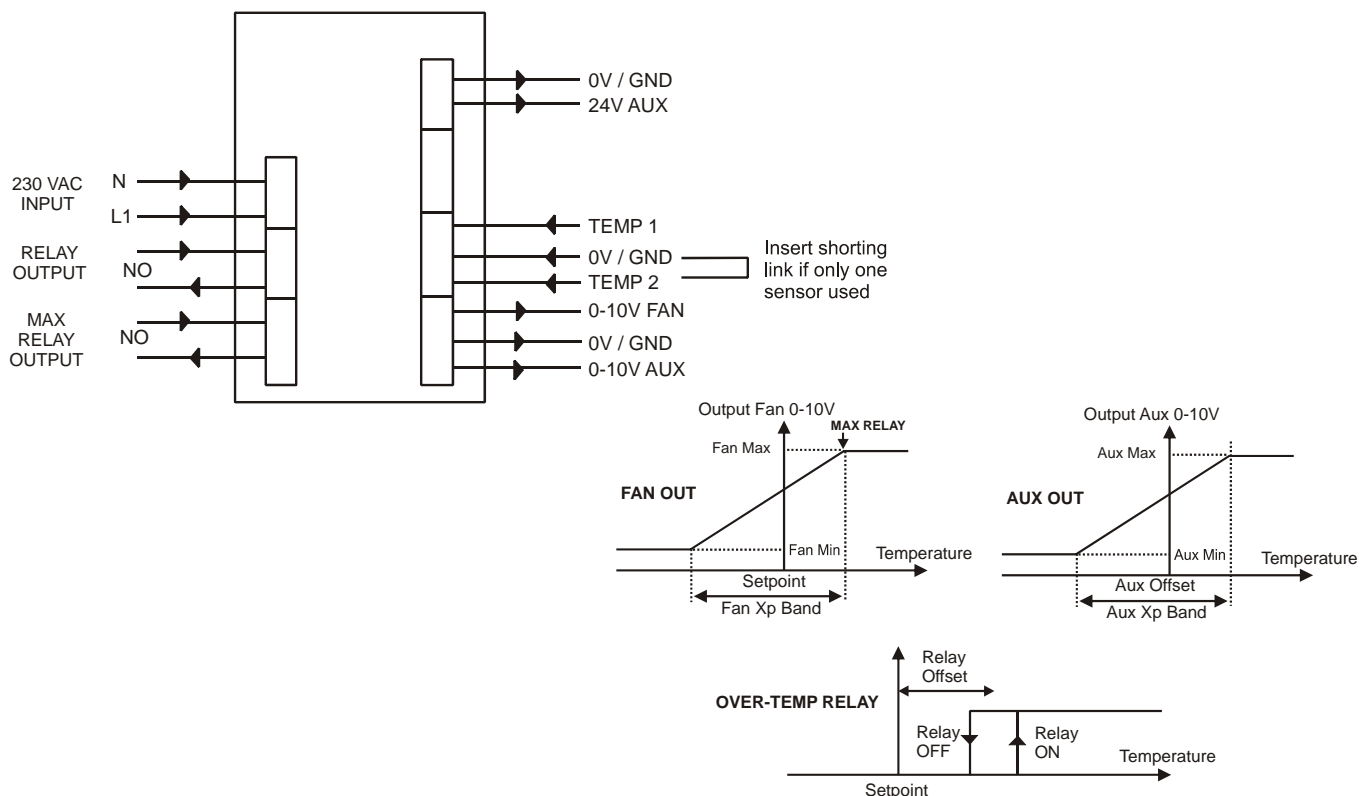 0V / GND
24V AUX
230 VAC
INPUT
N
L1
RELAY
OUTPUT
NO
MAX
RELAY
OUTPUT
NO
TEMP 1
0V / GND
TEMP 2
Insert shorting
link if only one
sensor used
0-10V FAN
0V / GND
0-10V AUX
Output Fan 0-10V
MAX RELAY
Fan Max
FAN OUT
Fan Min
Temperature
Setpoint
Fan Xp Band
Output Aux 0-10V
Aux Max
AUX OUT
Aux Min
Temperature
Aux Offset
Aux Xp Band
Relay
Offset
OVER-TEMP RELAY
Relay
OFF
Relay
ON
Temperature
Setpoint